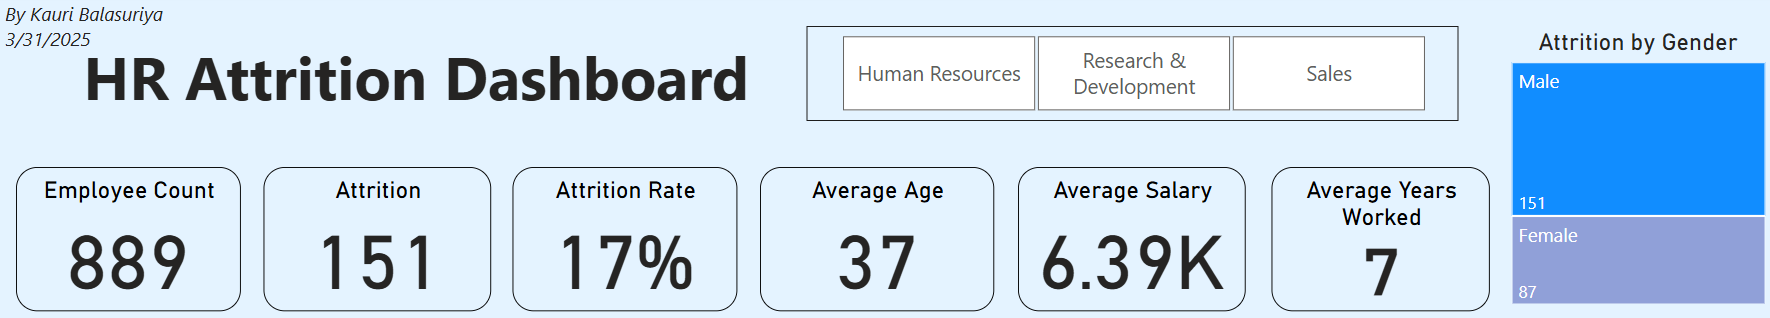 By Kauri Balasuriya
3/31/2025
HR Attrition Dashboard
Human Resources
Research &
Development
Sales
Attrition by Gender
Male
151
Female
87
Employee Count
889
Attrition
151
Attrition Rate
17%
Average Age
37
Average Salary
6.39K
Average Years
Worked
7